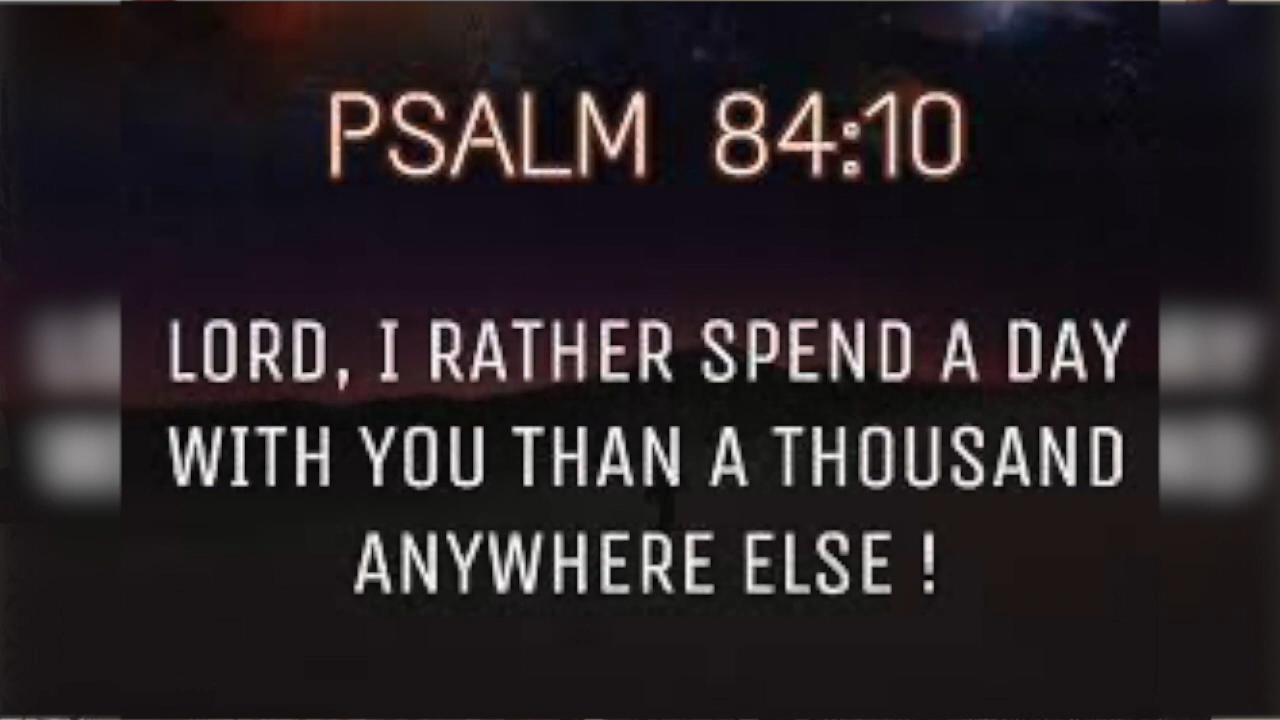 PSALM 84:10
LORD, I RATHER SPEND A DAY
WITH YOU THAN A THOUSAND
ANYWHERE ELSE !